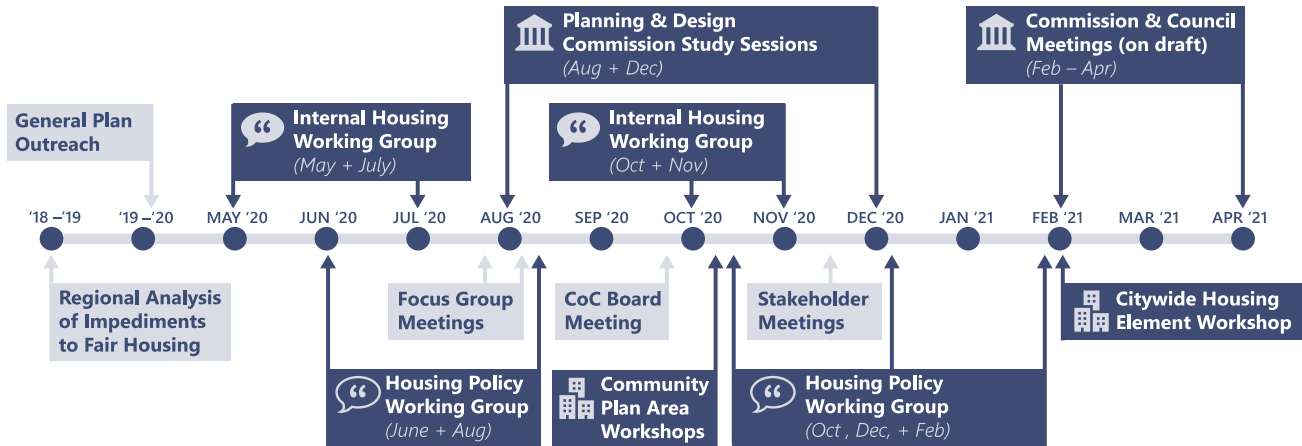 Planning & Design
Commission Study Sessions
(Aug + Dec)
Commission & Council
Meetings (on draft)
(Feb – Apr)
General Plan
Outreach
Internal Housing
Working Group
(May + July)
Internal Housing
Working Group
(Oct + Nov)
‘18 –‘19
‘19 –‘20
MAY ‘20
JUN ‘20
JUL ‘20
AUG ‘20
SEP ‘20
OCT ‘20
NOV ‘20
DEC ‘20
JAN ‘21
FEB ‘21
MAR ‘21
APR ‘21
Regional Analysis
of Impediments
to Fair Housing
Focus Group
Meetings
CoC Board
Meeting
Stakeholder
Meetings
Citywide Housing
Element Workshop
Housing Policy
Working Group
(June + Aug)
Community
Plan Area
Workshops
Housing Policy
Working Group
(Oct , Dec, + Feb)